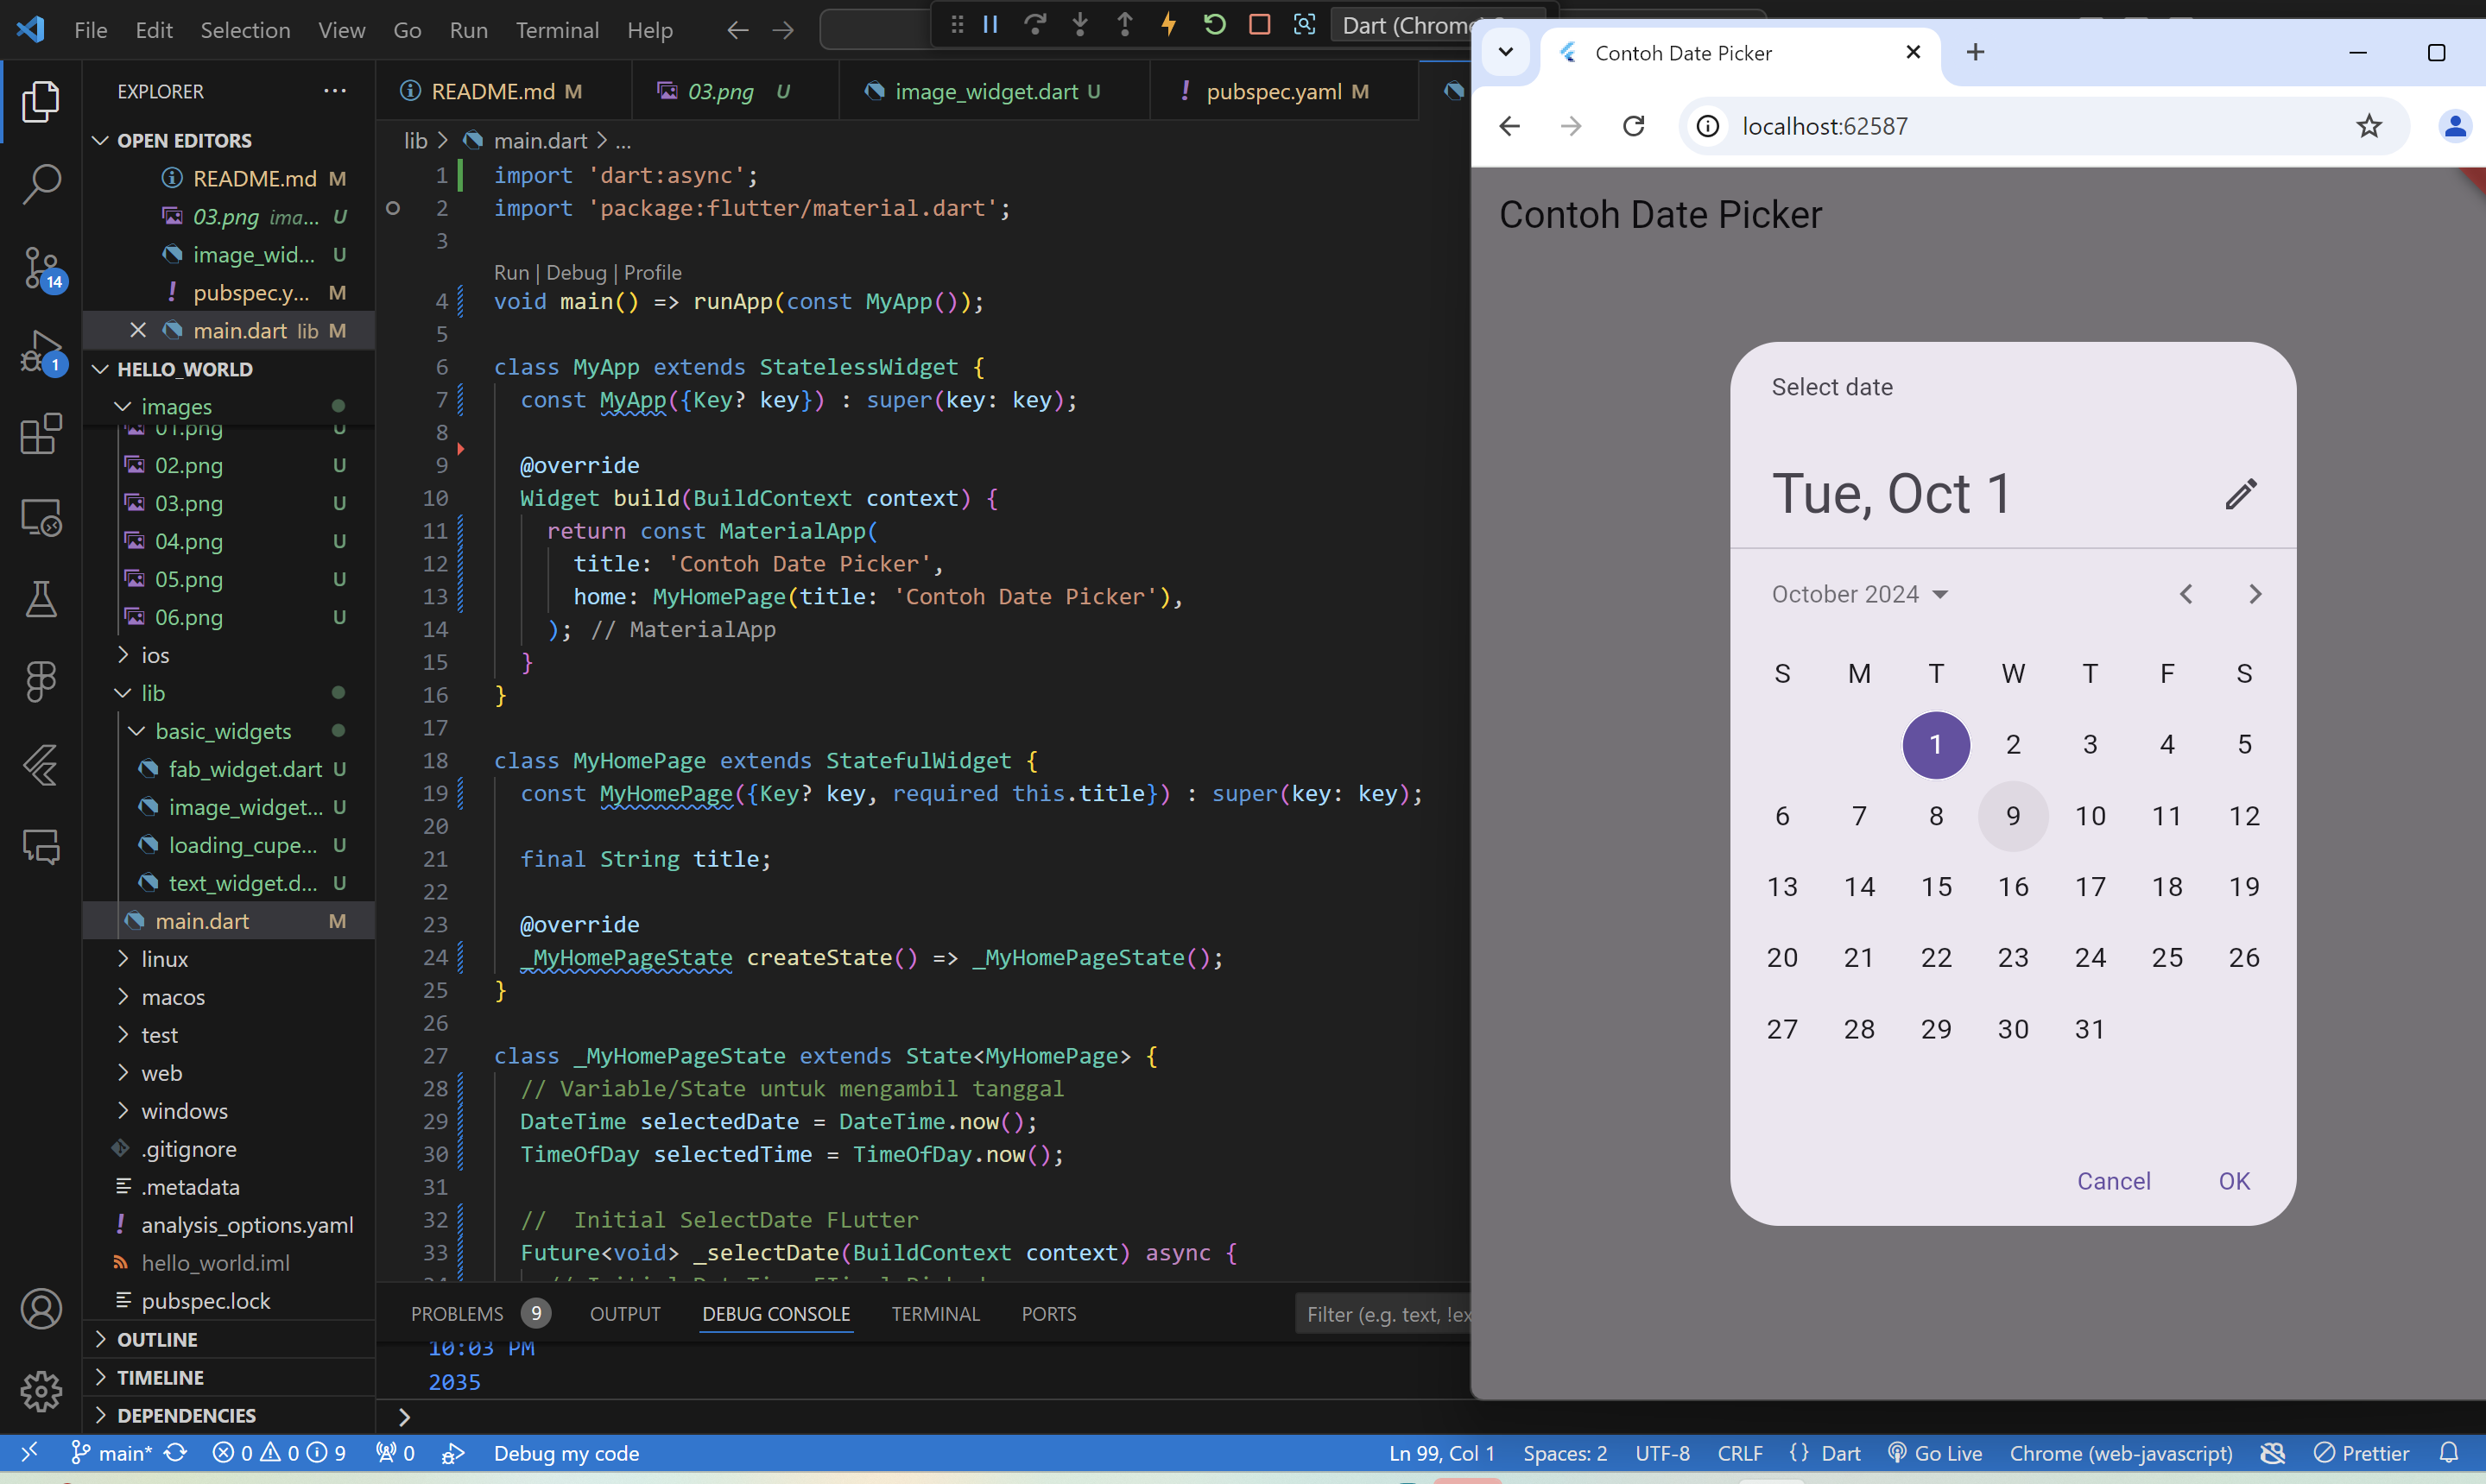 File Edit Selection View Go Run Terminal Help
Dart (Chrome
EXPLORER
OPEN EDITORS
README.md M
03.png ima... U
image_wid... U
pubspec.y... M
main.dart lib M
HELLO_WORLD
images
01.png U
02.png U
03.png U
04.png U
05.png U
06.png U
ios
lib
basic_widgets
fab_widget.dart U
image_widget... U
loading_cupe... U
text_widget.d... U
main.dart M
linux
macos
test
web
windows
.gitignore
.metadata
analysis_options.yaml
hello_world.iml
pubspec.lock
OUTLINE
TIMELINE
DEPENDENCIES
14
1
README.md M
03.png U
image_widget.dart U
pubspec.yaml M
lib > main.dart > ...
1 import 'dart:async';
2 import 'package:flutter/material.dart';
3
Run | Debug | Profile
4 void main() => runApp(const MyApp());
5
6 class MyApp extends StatelessWidget {
7 const MyApp({Key? key}) : super(key: key);
8
9 @override
10 Widget build(BuildContext context) {
11 return const MaterialApp(
12 title: 'Contoh Date Picker',
13 home: MyHomePage(title: 'Contoh Date Picker'),
14 ); // MaterialApp
15 }
16 }
17
18 class MyHomePage extends StatefulWidget {
19 const MyHomePage({Key? key, required this.title}) : super(key: key);
20
21 final String title;
22
23 @override
24 _MyHomePageState createState() => _MyHomePageState();
25 }
26
27 class _MyHomePageState extends State<MyHomePage> {
28 // Variable/State untuk mengambil tanggal
29 DateTime selectedDate = DateTime.now();
30 TimeOfDay selectedTime = TimeOfDay.now();
31
32 //  Initial SelectDate FLutter
33 Future<void> _selectDate(BuildContext context) async {
PROBLEMS 9 OUTPUT DEBUG CONSOLE TERMINAL PORTS
Filter (e.g. text, !ex
10:03 PM
2035
Contoh Date Picker
localhost:62587
Contoh Date Picker
Select date
Tue, Oct 1
October 2024
S M T W T F S
1 2 3 4 5
6 7 8 9 10 11 12
13 14 15 16 17 18 19
20 21 22 23 24 25 26
27 28 29 30 31
Cancel OK
main* 0 0 9 0 Debug my code
Ln 99, Col 1 Spaces: 2 UTF-8 CRLF {} Dart Go Live Chrome (web-javascript) Prettier